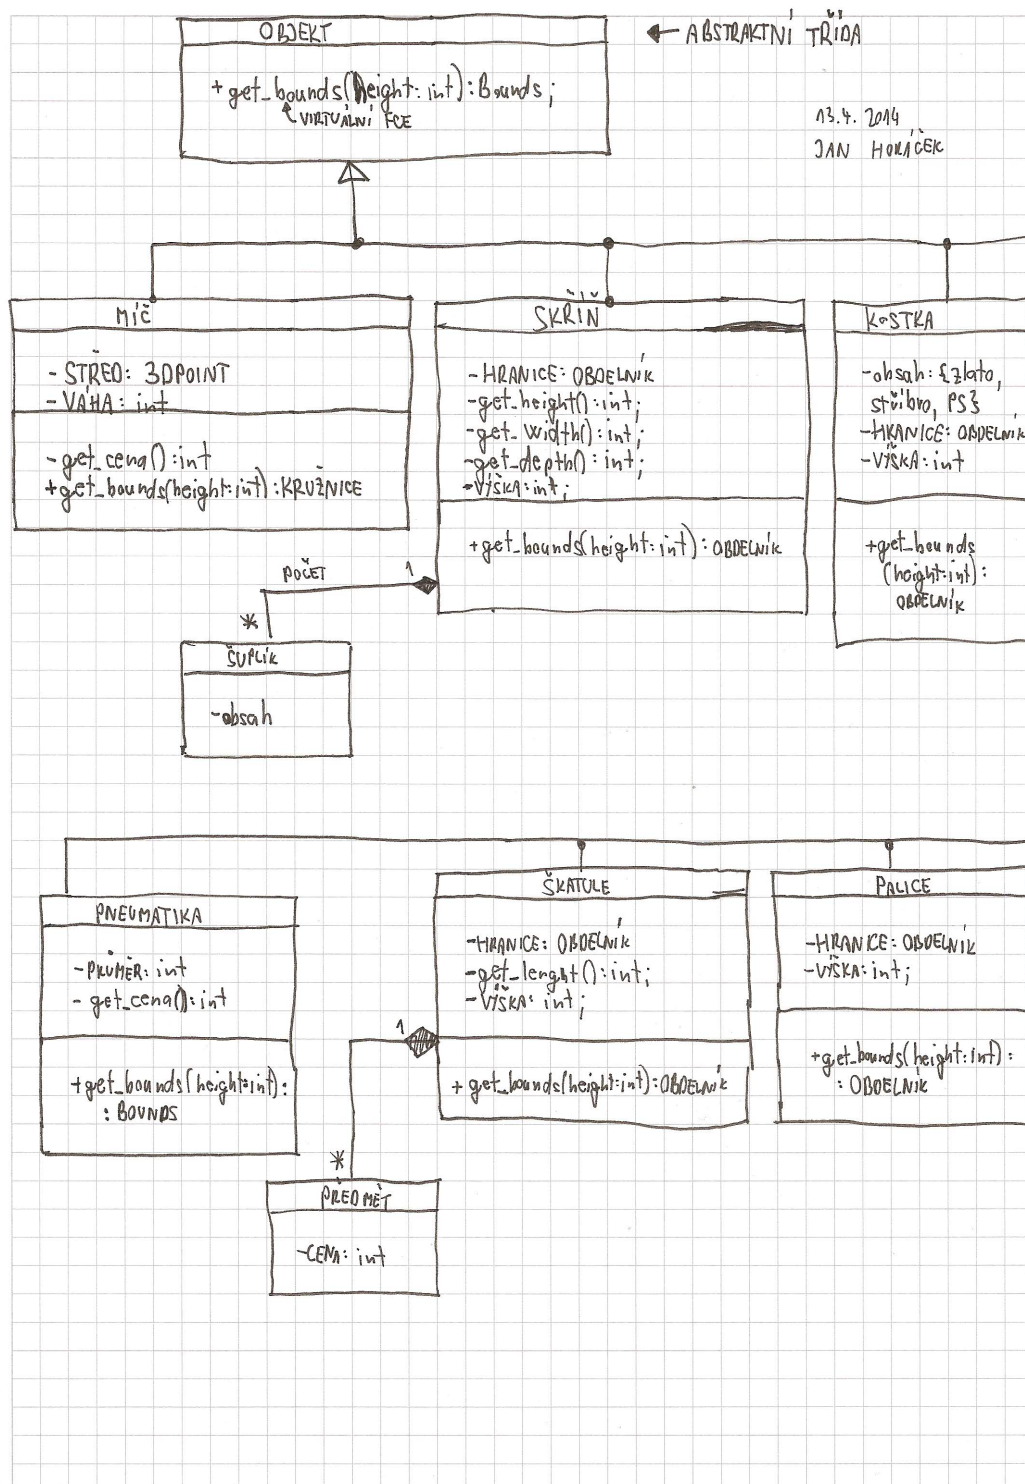 OBJEKT
← ABSTRAKTNÍ TŘÍDA
+ get_bounds(height: int): Bounds;
VIRTUÁLNÍ FCE
13.4. 2014
JAN HORÁČEK
MÍČ
- STŘED: 3DPOINT
- VÁHA: int
- get_cena(): int
+ get_bounds(height:int): KRUŽNICE
SKŘÍŇ
- HRANICE: OBDELNÍK
- get_height(): int;
- get_width(): int;
- get_depth(): int;
- VÝŠKA: int;
+ get_bounds(height: int): OBDELNÍK
KOSTKA
- obsah: {zlato,
stříbro, PS}
- HRANICE: OBDELNÍK
- VÝŠKA: int
+ get_bounds
(height:int):
OBDELNÍK
POČET
1
*
ŠUPLÍK
- obsah
PNEUMATIKA
- PRŮMĚR: int
- get_cena(): int
+ get_bounds(height:int):
: BOUNDS
ŠKATULE
- HRANICE: OBDELNÍK
- get_lenght(): int;
- VÝŠKA: int;
+ get_bounds(height:int): OBDELNÍK
PALICE
- HRANICE: OBDELNÍK
- VÝŠKA: int;
+ get_bounds(height:int):
: OBDELNÍK
1
*
PŘEDMĚT
- CENA: int